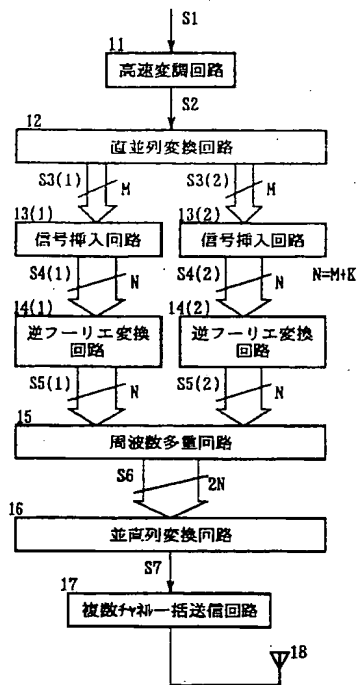 S1
11
高速変調回路
S2
12
直並列変換回路
S3(1) M S3(2) M
13(1) 13(2)
信号挿入回路 信号挿入回路
S4(1) N S4(2) N N=M+K
14(1) 14(2)
逆フーリエ変換 逆フーリエ変換
回路 回路
S5(1) N S5(2) N
15
周波数多量回路
S6 2N
16
並直列変換回路
S7
17
複数チャネル一括送信回路
18